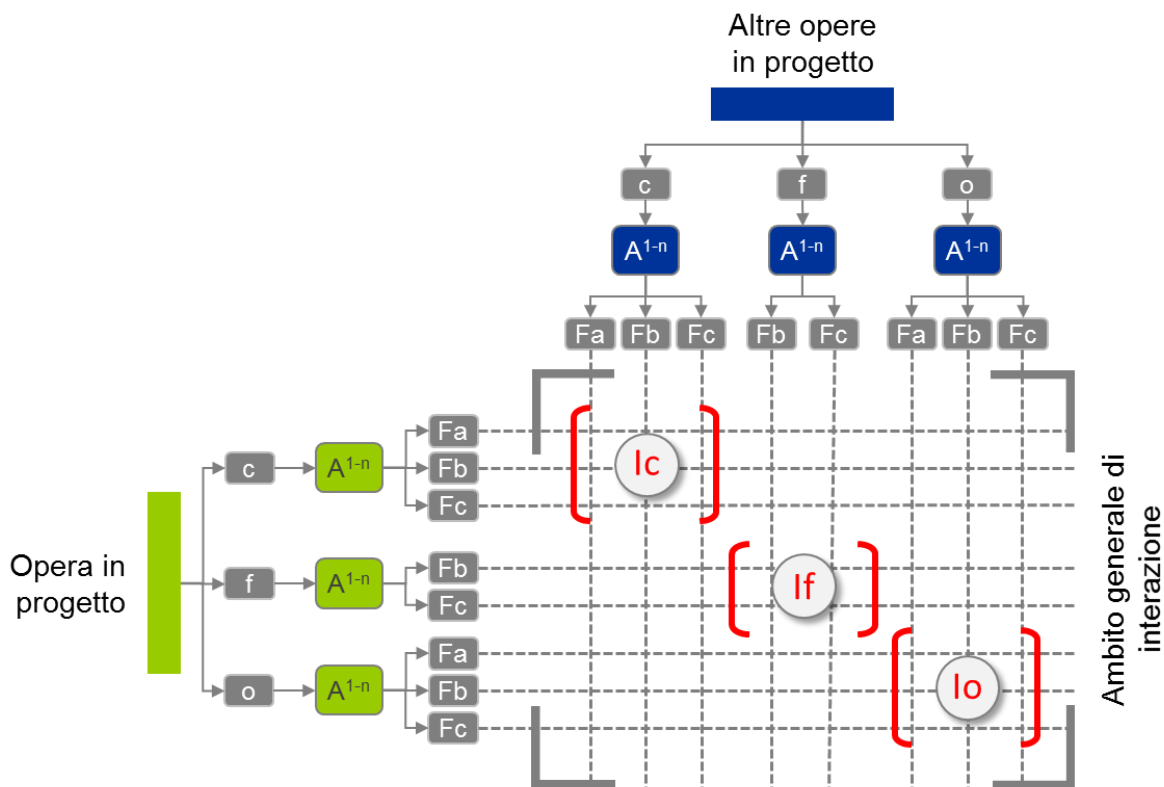 Altre opere
in progetto
c f o
A1-n A1-n A1-n
Fa Fb Fc Fb Fc Fa Fb Fc
Opera in
progetto
c A1-n Fa
Fb
Fc
Ic
f A1-n Fb
Fc
If
o A1-n Fa
Fb
Fc
Io
Ambito generale di
interazione